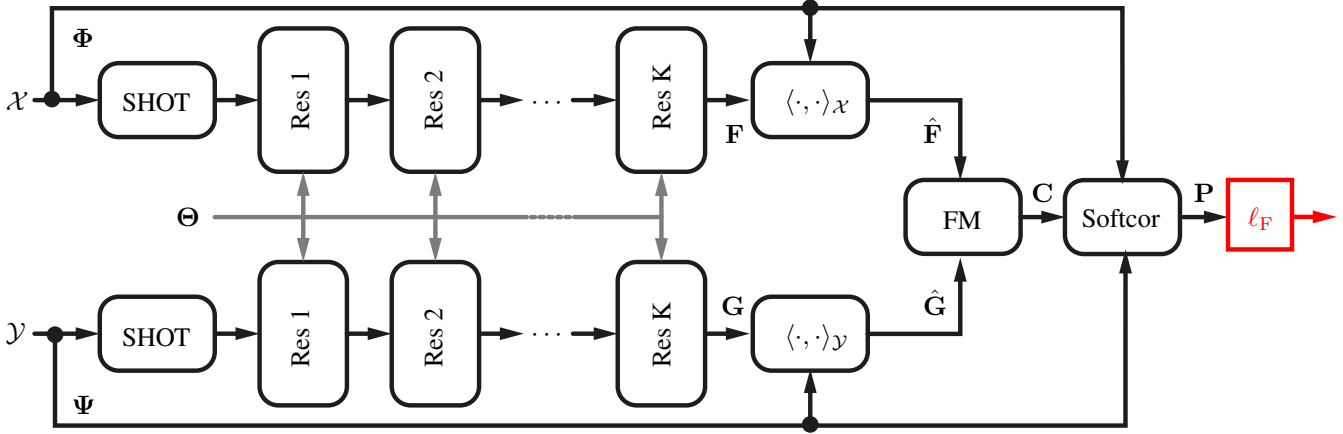 Φ
𝒳 SHOT Res 1 Res 2 ... Res K F ⟨·,·⟩𝒳 F̂
Θ FM C Softcor P ℓF
𝒴 SHOT Res 1 Res 2 ... Res K G ⟨·,·⟩𝒴 Ĝ
Ψ